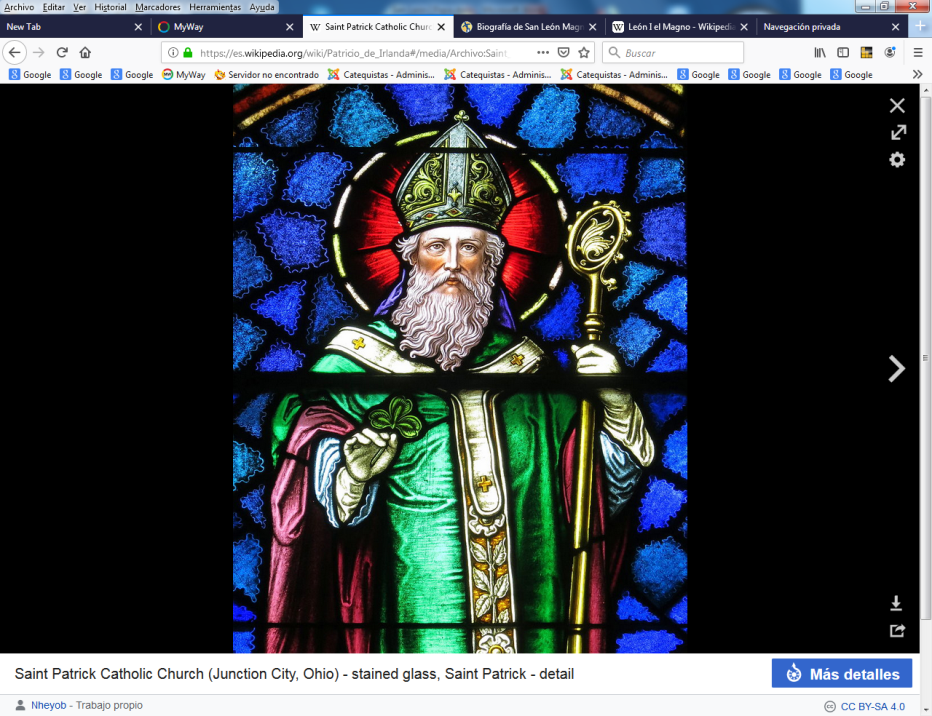 Archivo Editar Ver Historial Marcadores Herramientas Ayuda
New Tab MyWay Saint Patrick Catholic Churc Biografía de San León Magn León I el Magno - Wikipedia Navegación privada
https://es.wikipedia.org/wiki/Patricio_de_Irlanda#/media/Archivo:Saint_ Buscar
Google Google Google MyWay Servidor no encontrado Catequistas - Adminis... Catequistas - Adminis... Catequistas - Adminis... Google Google Google Google
Saint Patrick Catholic Church (Junction City, Ohio) - stained glass, Saint Patrick - detail
Más detalles
Nheyob - Trabajo propio
CC BY-SA 4.0